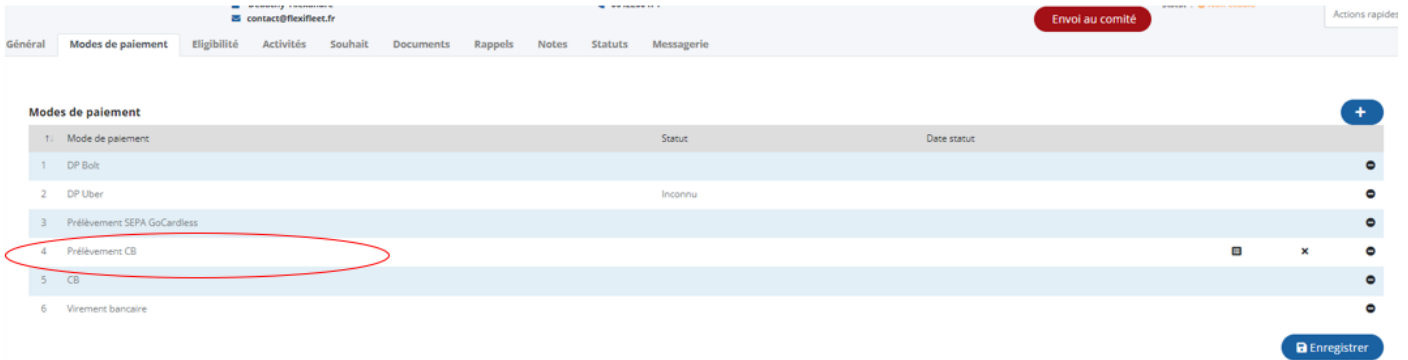 contact@flexifleet.fr
Envoi au comité
Actions rapides
Général Modes de paiement Eligibilité Activités Souhait Documents Rappels Notes Statuts Messagerie
Modes de paiement
+
Mode de paiement Statut Date statut
1 DP Bolt
2 DP Uber Inconnu
3 Prélèvement SEPA GoCardless
4 Prélèvement CB
5 CB
6 Virement bancaire
Enregistrer